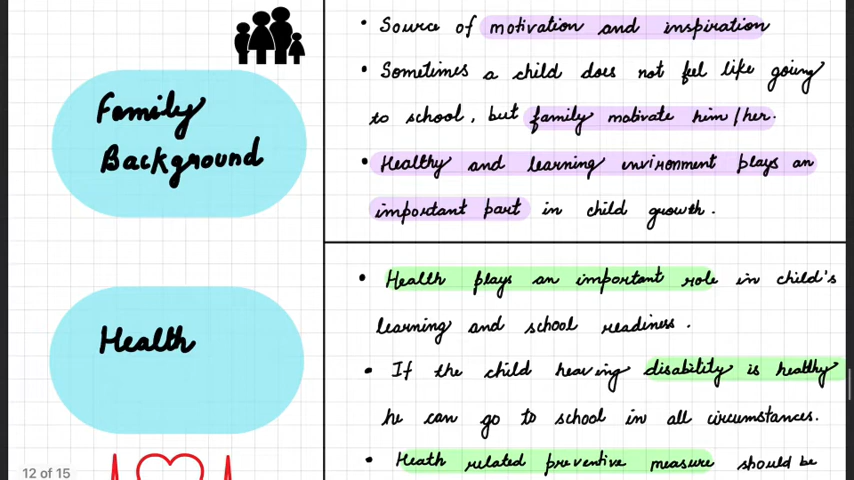 Family
Background
• Source of motivation and inspiration
• Sometimes a child does not feel like going
to school, but family motivate him/her.
• Healthy and learning environment plays an
important part in child growth.
Health
• Health plays an important role in child's
learning and school readiness.
• If the child heaving disability is healthy
he can go to school in all circumstances.
• Heath related preventive measure should be
12 of 15